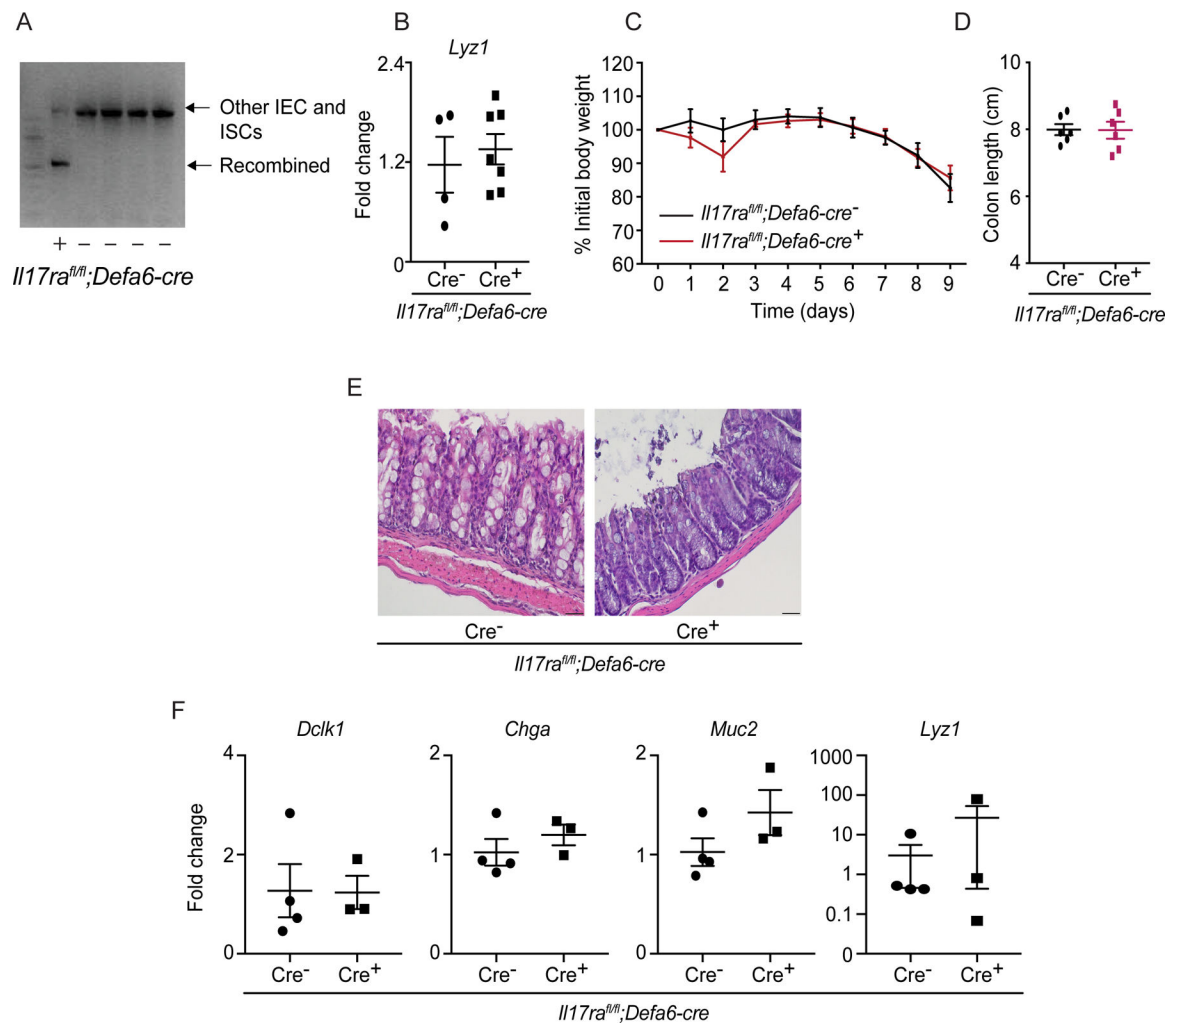 A
Other IEC and
ISCs
Recombined
+ – – – –
Il17rafl/fl;Defa6-cre
B
Lyz1
2.4
1.2
0
Fold change
Cre- Cre+
Il17rafl/fl;Defa6-cre
C
120
110
100
90
80
70
60
% Initial body weight
Il17rafl/fl;Defa6-cre-
Il17rafl/fl;Defa6-cre+
0 1 2 3 4 5 6 7 8 9
Time (days)
D
10
8
6
4
Colon length (cm)
Cre- Cre+
Il17rafl/fl;Defa6-cre
E
Cre- Cre+
Il17rafl/fl;Defa6-cre
F
Dclk1
4
2
0
Fold change
Cre- Cre+
Chga
2
1
0
Cre- Cre+
Muc2
2
1
0
Cre- Cre+
Lyz1
1000
100
10
1
0.1
0
Cre- Cre+
Il17rafl/fl;Defa6-cre